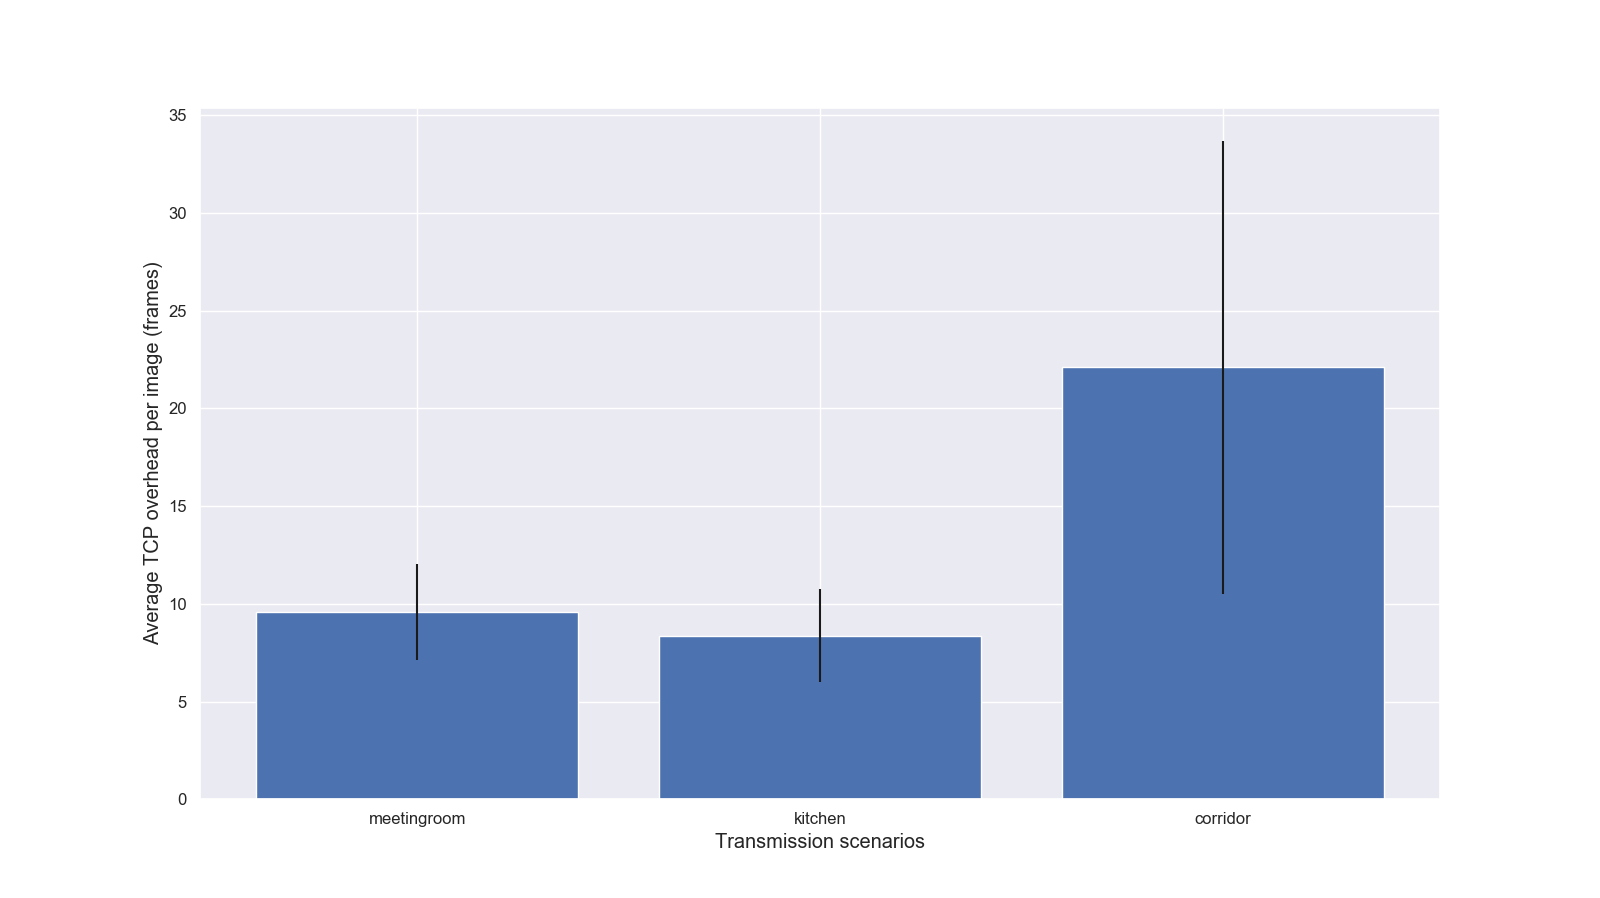 35
30
25
20
15
10
5
0
Average TCP overhead per image (frames)
meetingroom kitchen corridor
Transmission scenarios